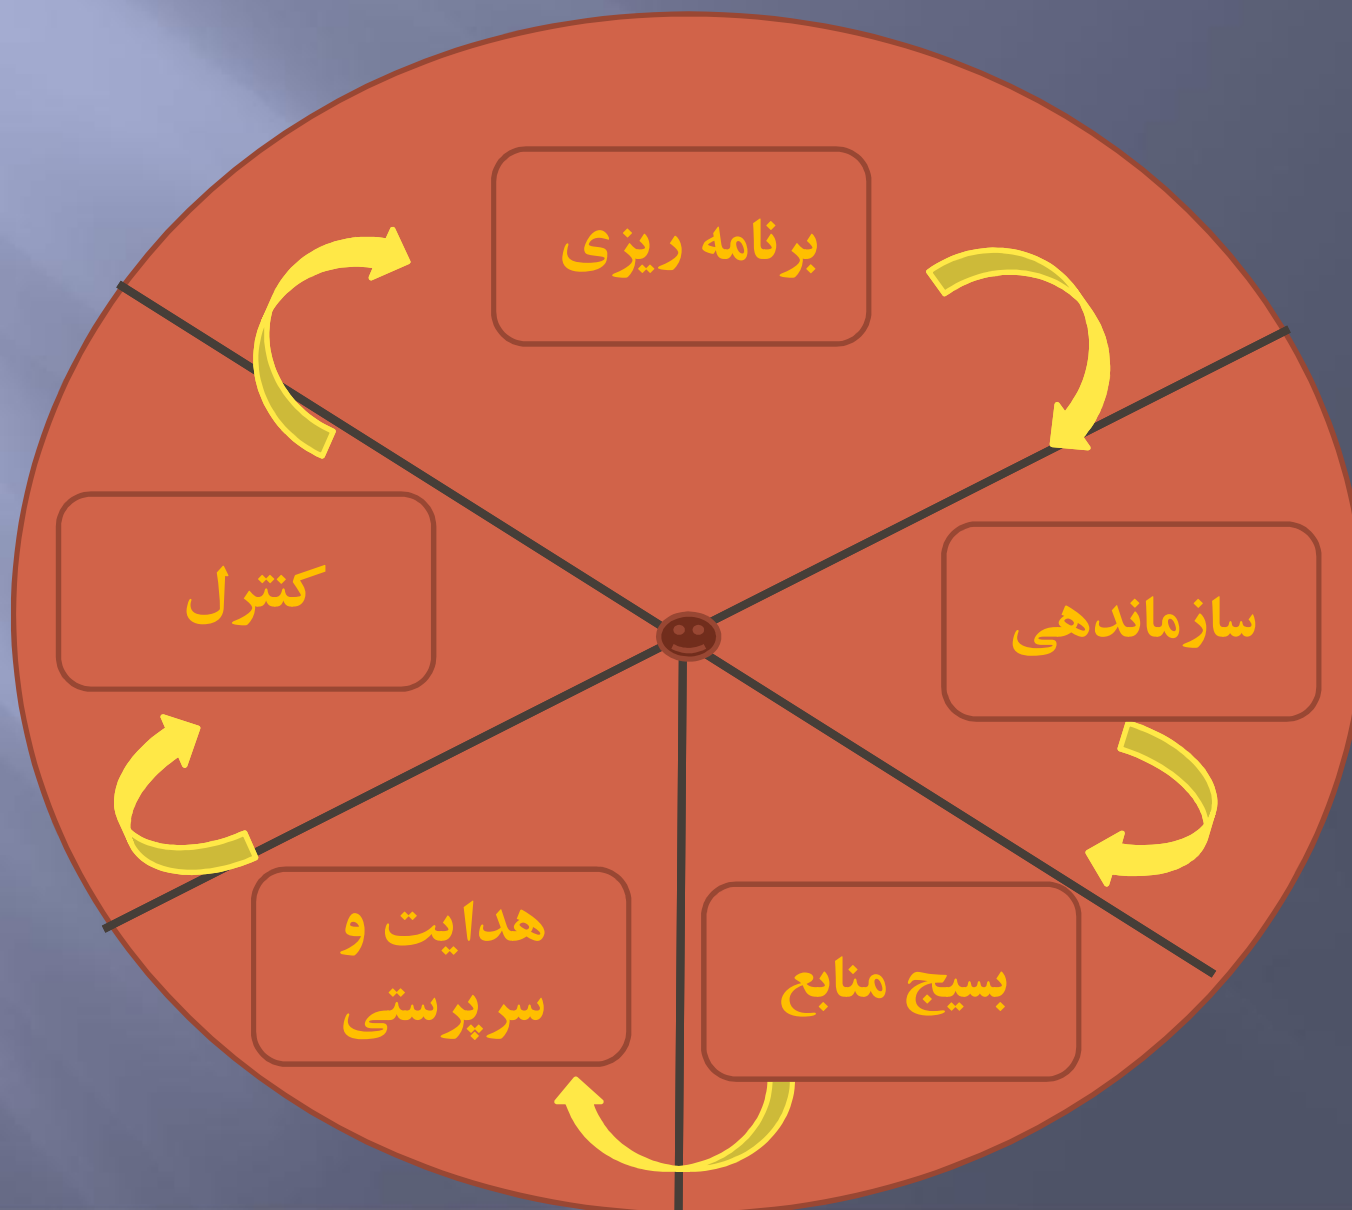 برنامه ریزی
سازماندهی
بسیج منابع
هدایت و
سرپرستی
کنترل